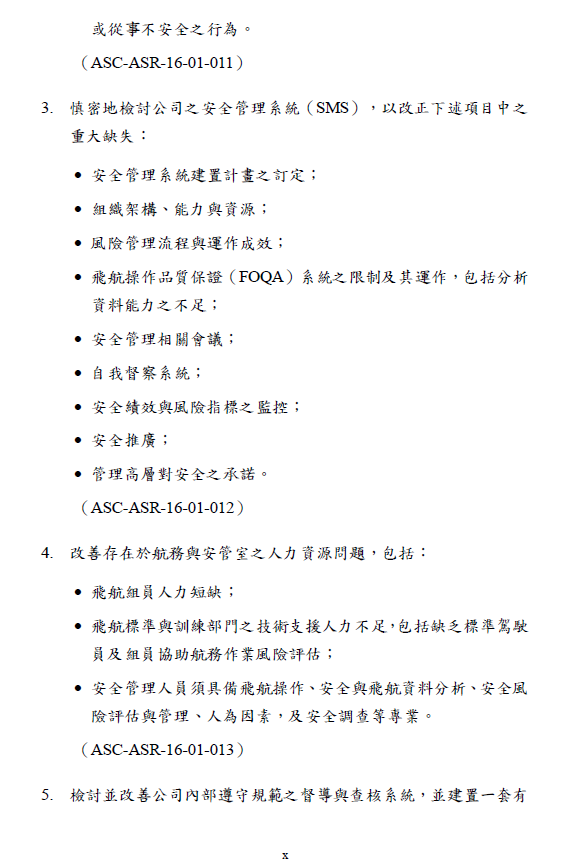 或從事不安全之行為。
（ASC-ASR-16-01-011）
3. 慎密地檢討公司之安全管理系統（SMS），以改正下述項目中之
重大缺失：
• 安全管理系統建置計畫之訂定；
• 組織架構、能力與資源；
• 風險管理流程與運作成效；
• 飛航操作品質保證（FOQA）系統之限制及其運作，包括分析
資料能力之不足；
• 安全管理相關會議；
• 自我督察系統；
• 安全績效與風險指標之監控；
• 安全推廣；
• 管理高層對安全之承諾。
（ASC-ASR-16-01-012）
4. 改善存在於航務與安管室之人力資源問題，包括：
• 飛航組員人力短缺；
• 飛航標準與訓練部門之技術支援人力不足，包括缺乏標準駕駛
員及組員協助航務作業風險評估；
• 安全管理人員須具備飛航操作、安全與飛航資料分析、安全風
險評估與管理、人為因素，及安全調查等專業。
（ASC-ASR-16-01-013）
5. 檢討並改善公司內部遵守規範之督導與查核系統，並建置一套有
x